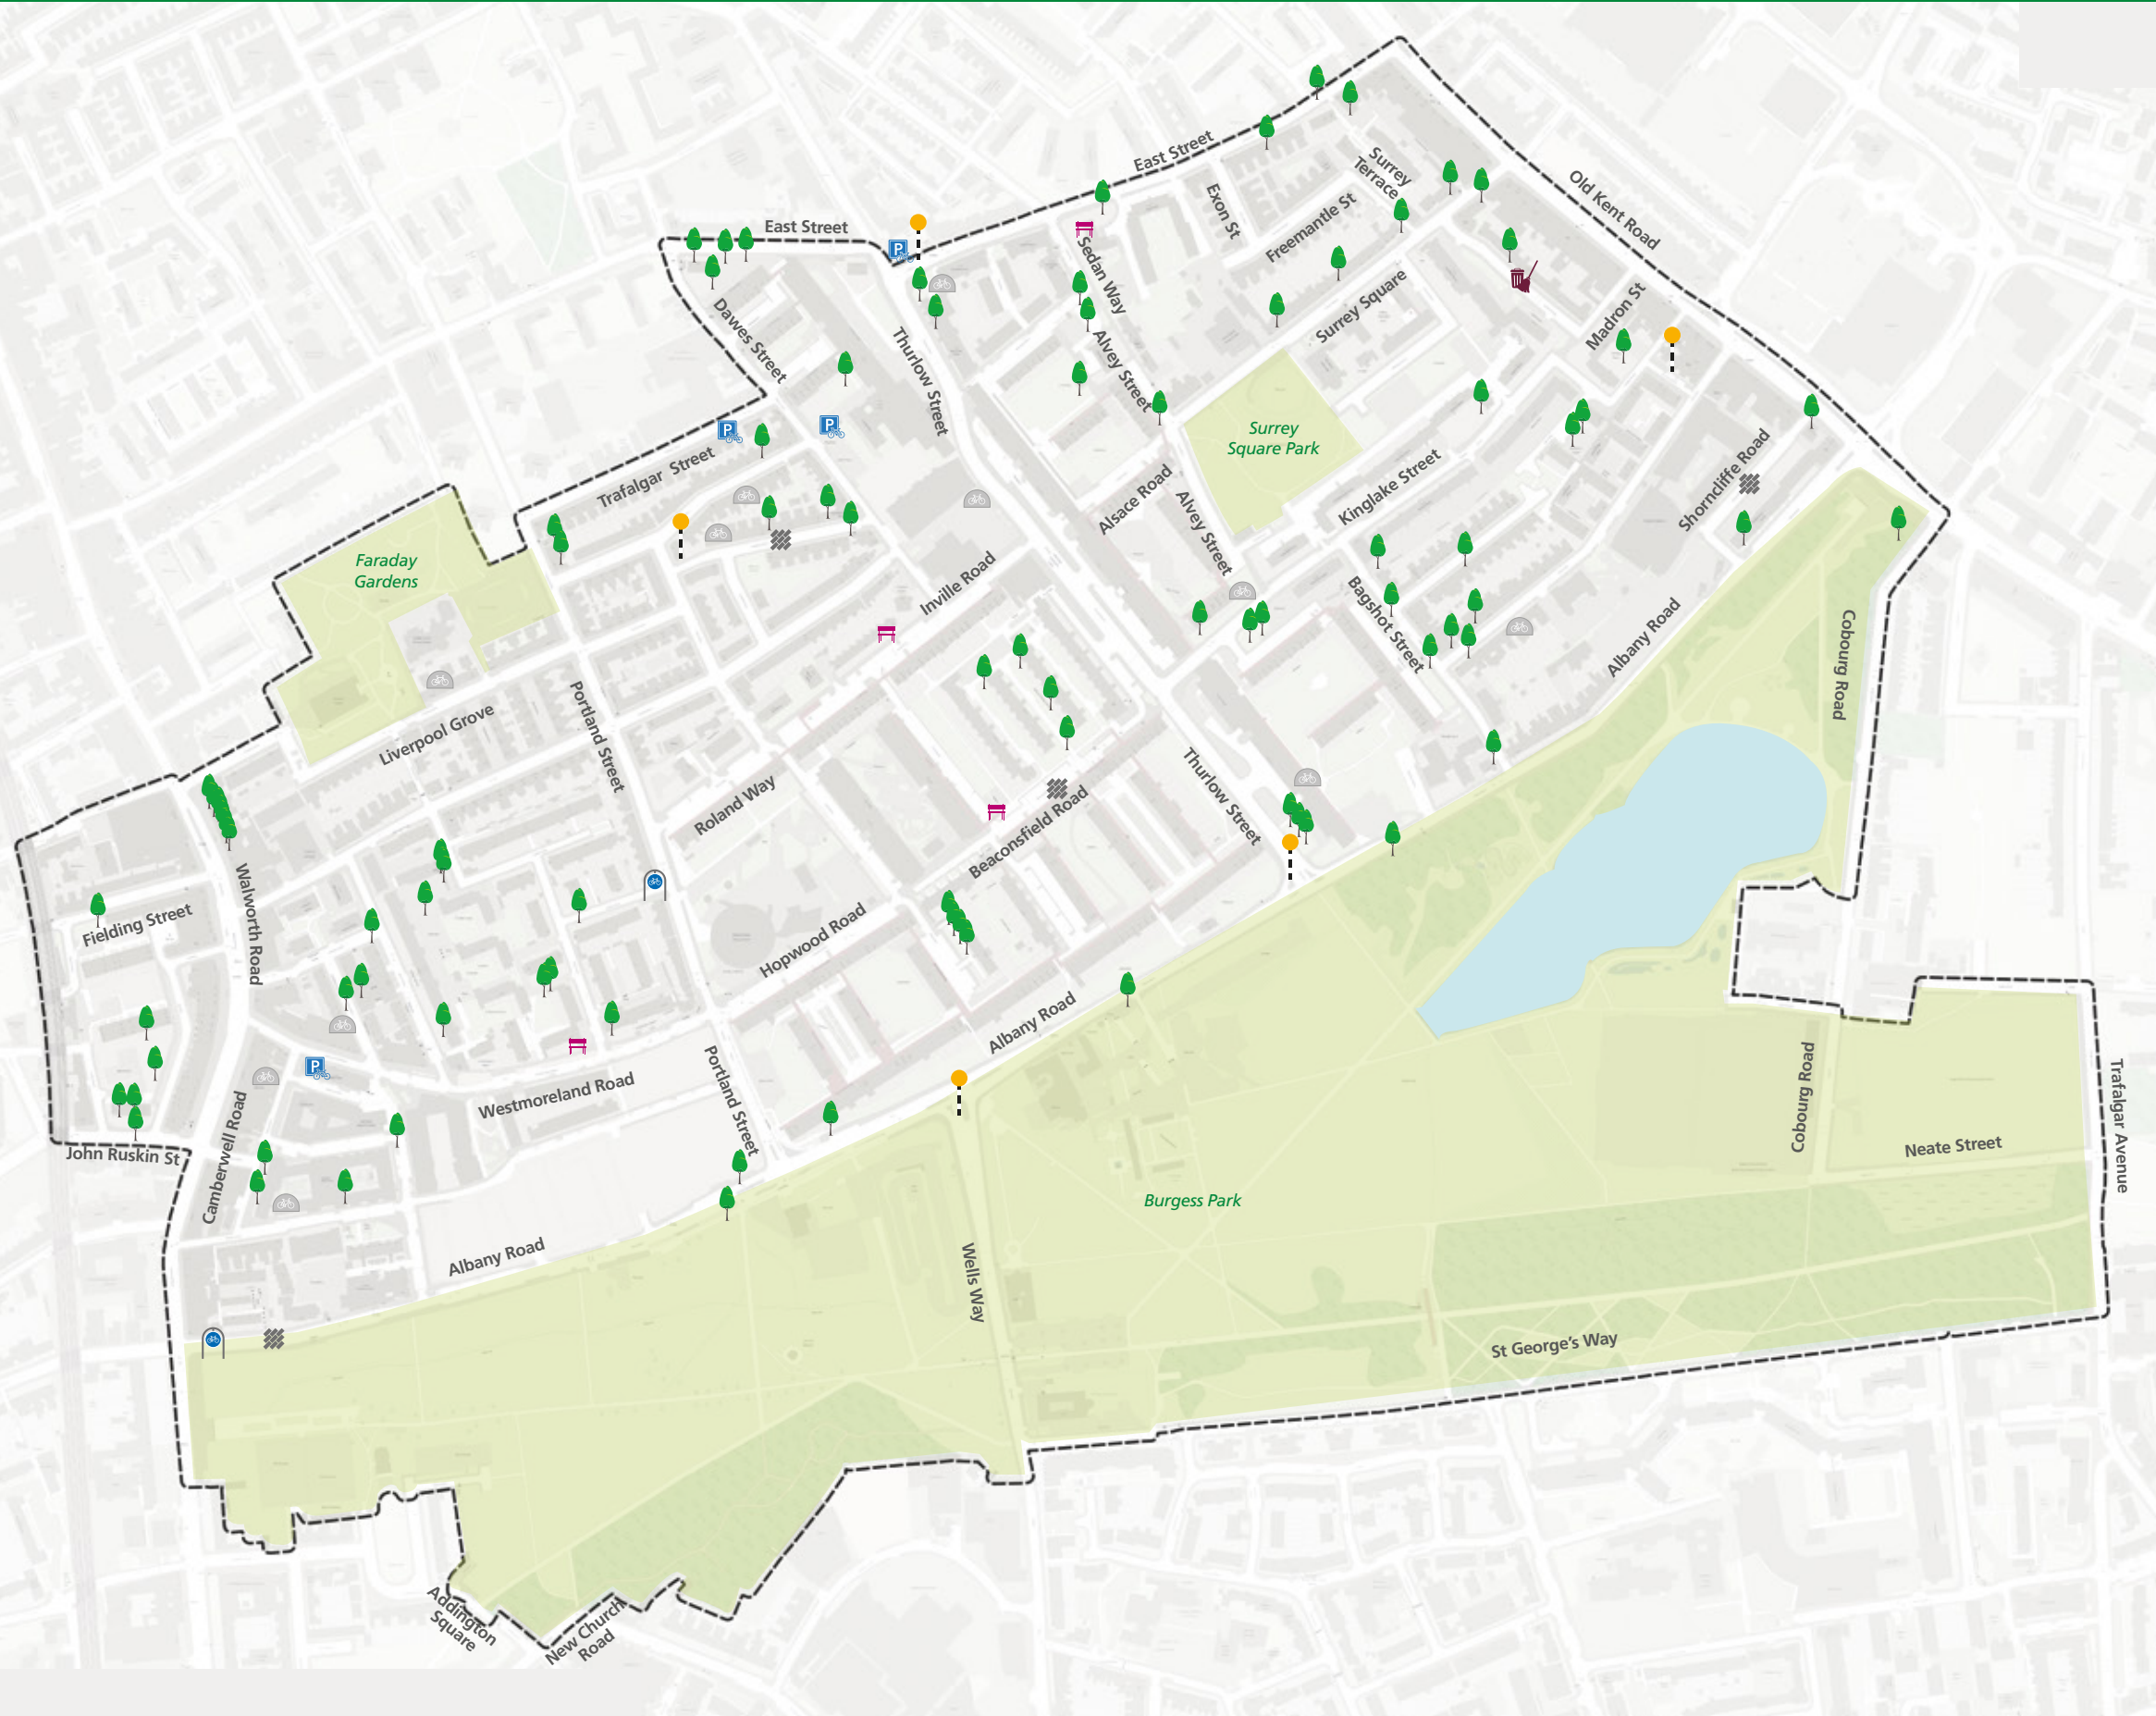 East Street
Surrey
Terrace
Old Kent Road
Exon St
Freemantle St
East Street
Sedan Way
Surrey Square
Madron St
Dawes Street
Thurlow Street
Alvey Street
Surrey
Square Park
Trafalgar Street
Kinglake Street
Shorncliffe Road
Alsace Road
Alvey Street
Faraday
Gardens
Inville Road
Bagshot Street
Albany Road
Cobourg Road
Liverpool Grove
Portland Street
Roland Way
Thurlow Street
Beaconsfield Road
Walworth Road
Fielding Street
Hopwood Road
Albany Road
Westmoreland Road
Portland Street
Cobourg Road
Trafalgar Avenue
Neate Street
John Ruskin St
Camberwell Road
Burgess Park
Albany Road
Wells Way
St George's Way
Addington
Square
New Church
Road
P
P
P
P